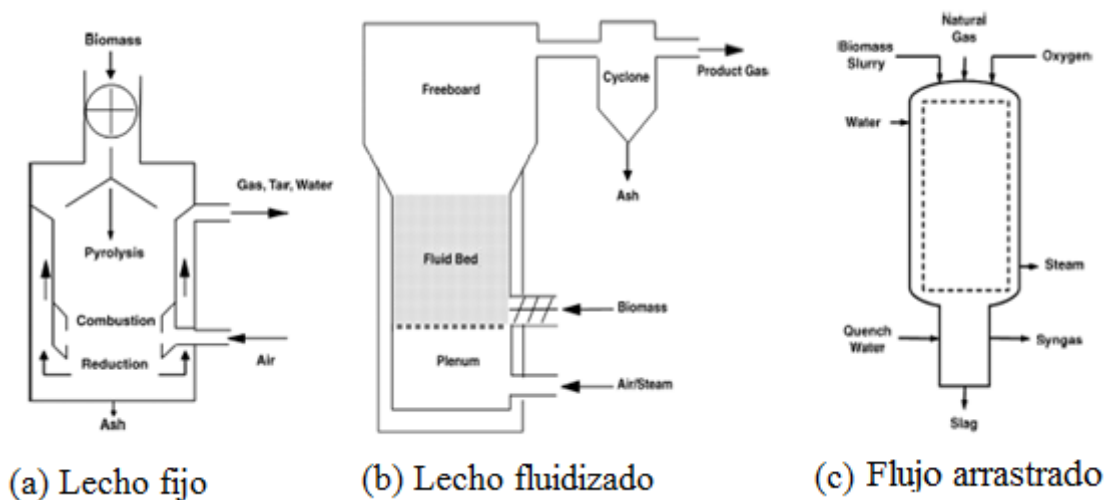 Biomass
Gas, Tair, Water
Pyrolysis
Combustion
Air
Reduction
Ash
(a) Lecho fijo
Freeboard
Cyclone
Product Gas
Ash
Fluid Bed
Biomass
Plenum
Air/Steam
(b) Lecho fluidizado
Natural
Gas
Biomass
Slurry
Oxygen
Water
Steam
Quench
Water
Syngas
Slag
(c) Flujo arrastrado